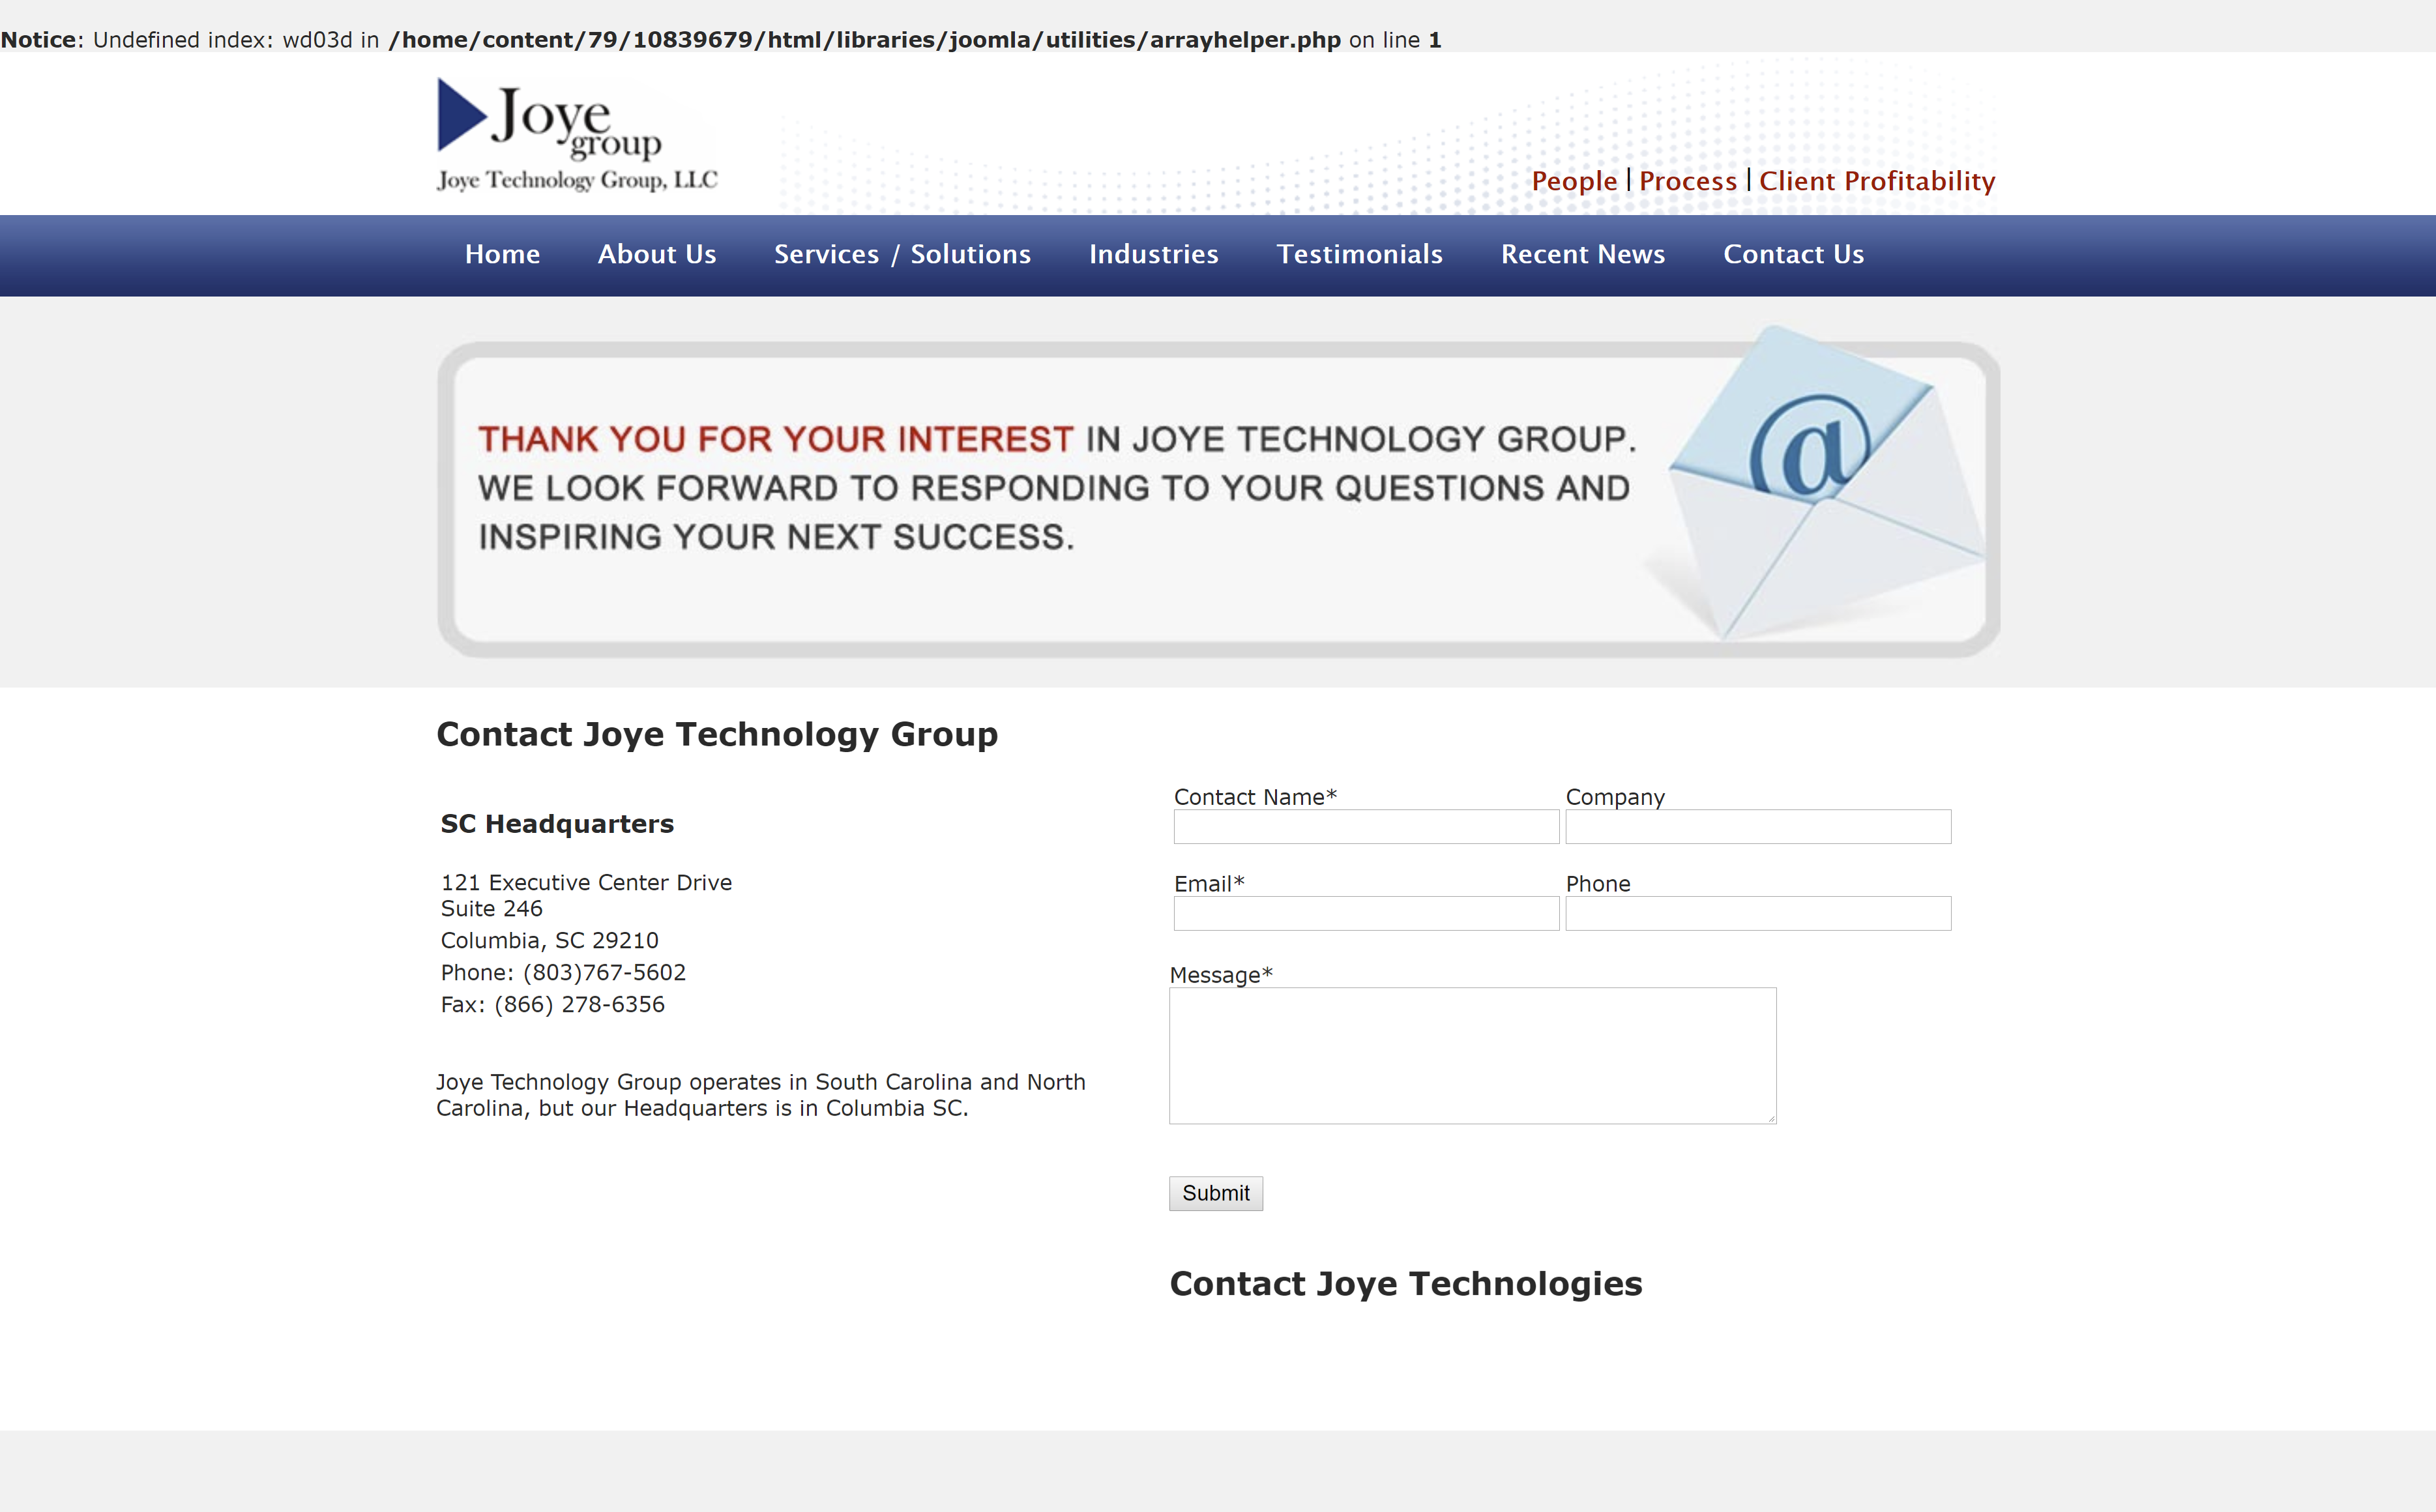 Notice: Undefined index: wd03d in /home/content/79/10839679/html/libraries/joomla/utilities/arrayhelper.php on line 1
Joye
group
Joye Technology Group, LLC
People | Process | Client Profitability
Home About Us Services / Solutions Industries Testimonials Recent News Contact Us
THANK YOU FOR YOUR INTEREST IN JOYE TECHNOLOGY GROUP.
WE LOOK FORWARD TO RESPONDING TO YOUR QUESTIONS AND
INSPIRING YOUR NEXT SUCCESS.
@
Contact Joye Technology Group
SC Headquarters
121 Executive Center Drive
Suite 246
Columbia, SC 29210
Phone: (803)767-5602
Fax: (866) 278-6356
Joye Technology Group operates in South Carolina and North
Carolina, but our Headquarters is in Columbia SC.
Contact Name* Company
Email* Phone
Message*
Submit
Contact Joye Technologies